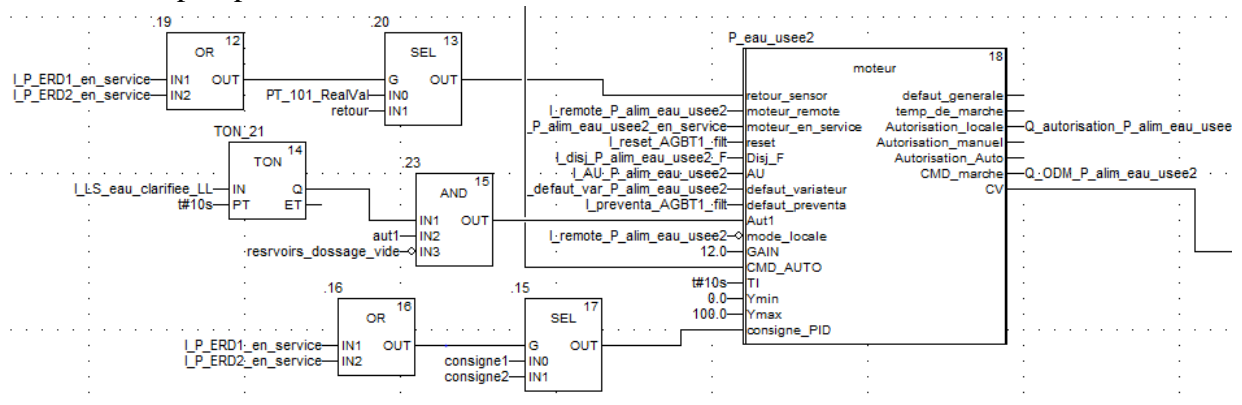 .19
12
OR
I_P_ERD1_en_service IN1 OUT
I_P_ERD2_en_service IN2
.20
13
SEL
G OUT
PT_101_RealVal IN0
retour IN1
TON_21
14
TON
I_LS_eau_clarifiee_LL IN Q
t#10s PT ET
.23
15
AND
IN1 OUT
aut1 IN2
resrvoirs_dossage_vide IN3
.16
16
OR
I_P_ERD1_en_service IN1 OUT
I_P_ERD2_en_service IN2
.15
17
SEL
G OUT
consigne1 IN0
consigne2 IN1
P_eau_usee2
18
moteur
retour_sensor defaut_generale
I_remote_P_alim_eau_usee2 moteur_remote temp_de_marche
_P_alim_eau_usee2_en_service moteur_en_service Autorisation_locale Q_autorisation_P_alim_eau_usee
I_reset_AGBT1_filt reset Autorisation_manuel
I_disj_P_alim_eau_usee2_F Disj_F Autorisation_Auto
I_AU_P_alim_eau_usee2 AU CMD_marche Q_ODM_P_alim_eau_usee2
_defaut_var_P_alim_eau_usee2 defaut_variateur CV
I_preventa_AGBT1_filt defaut_preventa
Aut1
I_remote_P_alim_eau_usee2 mode_locale
12.0 GAIN
CMD_AUTO
t#10s TI
0.0 Ymin
100.0 Ymax
consigne_PID